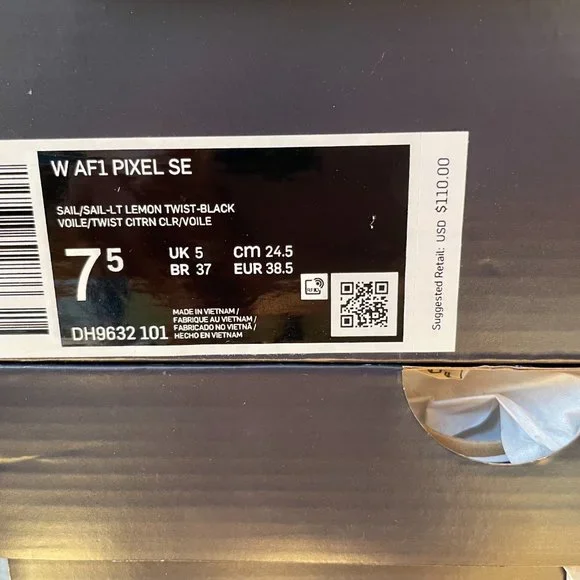 W AF1 PIXEL SE
SAIL/SAIL-LT LEMON TWIST-BLACK
VOILE/TWIST CITRN CLR/VOILE
7 5
UK 5 cm 24.5
BR 37 EUR 38.5
MADE IN VIETNAM /
FABRIQUE AU VIETNAM /
FABRICADO NO VIETNÃ /
HECHO EN VIETNAM
DH9632 101
Suggested Retail: USD $110.00